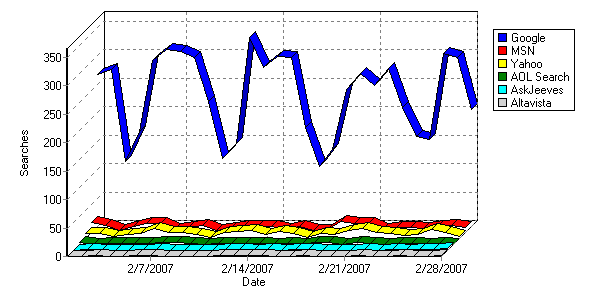 350
300
250
200
150
100
50
0
Searches
2/7/2007
2/14/2007
2/21/2007
2/28/2007
Date
Google
MSN
Yahoo
AOL Search
AskJeeves
Altavista